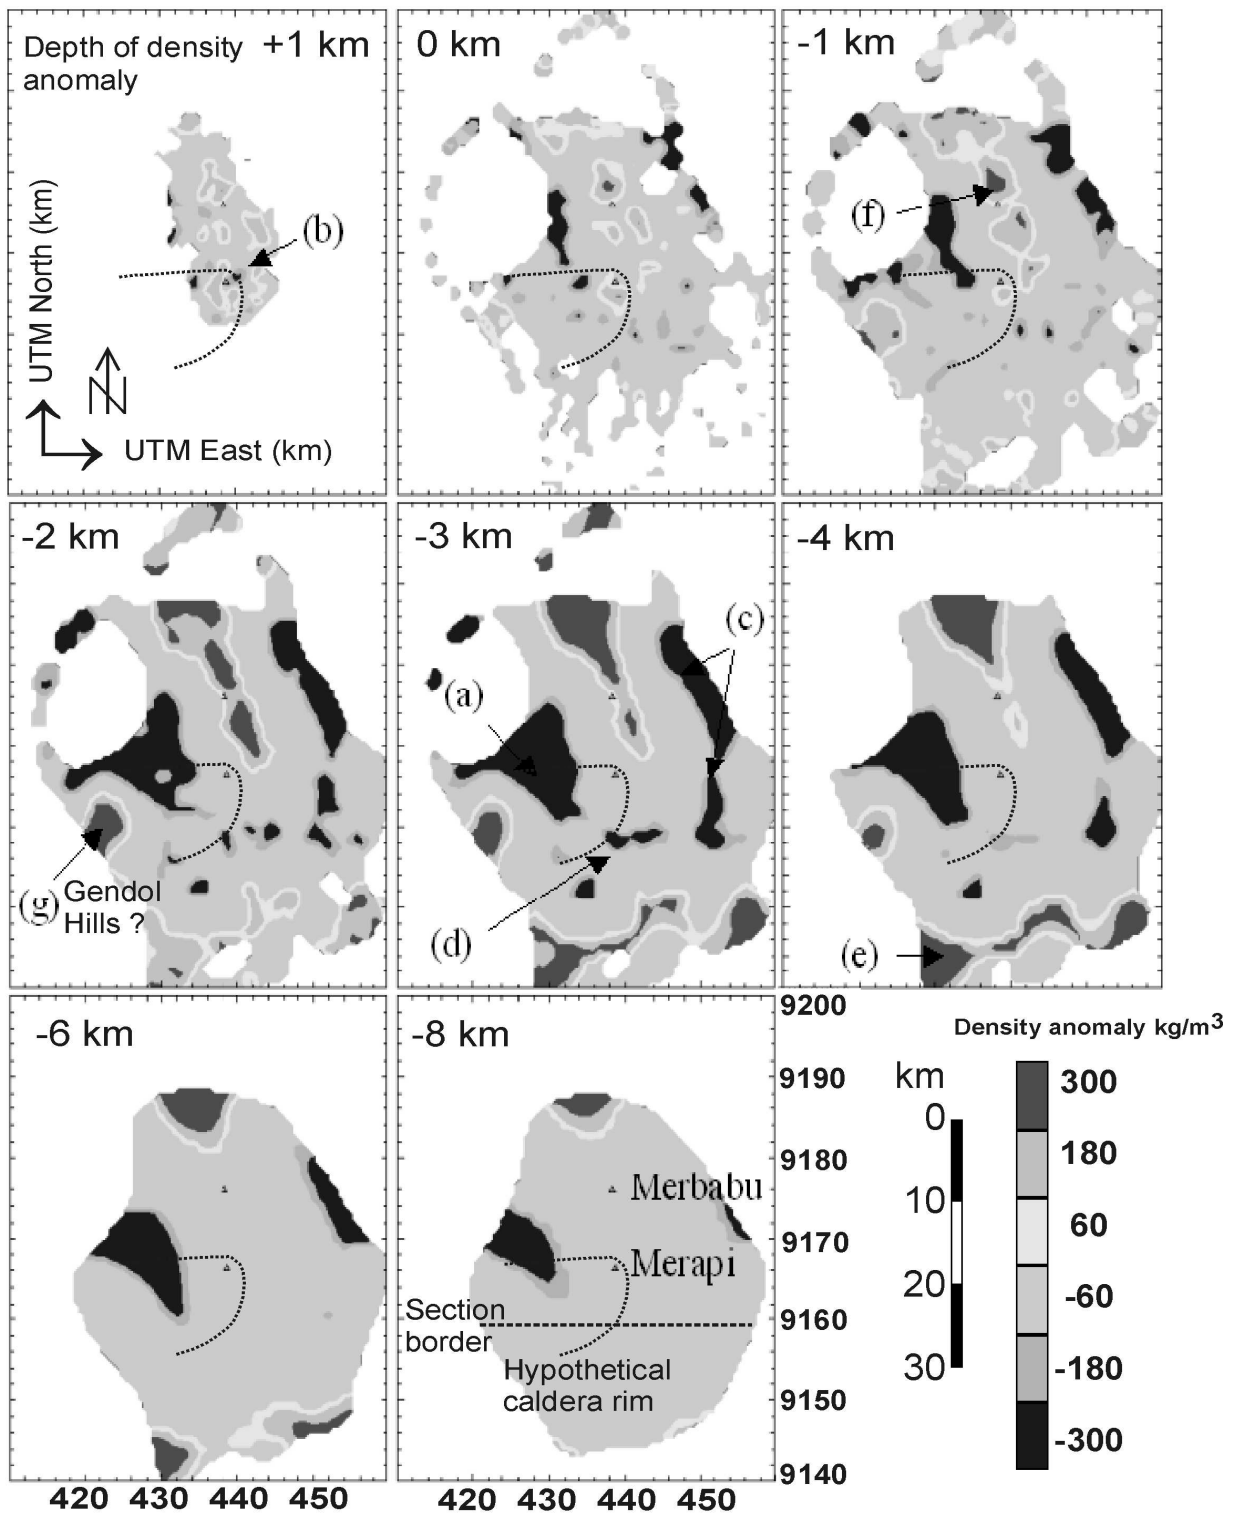 Depth of density +1 km
anomaly
0 km
-1 km
(b)
(f)
UTM North (km)
N
UTM East (km)
-2 km
-3 km
-4 km
(c)
(a)
(g) Gendol
Hills ?
(d)
(e)
-6 km
-8 km
Merbabu
Merapi
Section
border
Hypothetical
caldera rim
9200
9190
9180
9170
9160
9150
9140
420 430 440 450
420 430 440 450
km
0
10
20
30
Density anomaly kg/m³
300
180
60
-60
-180
-300